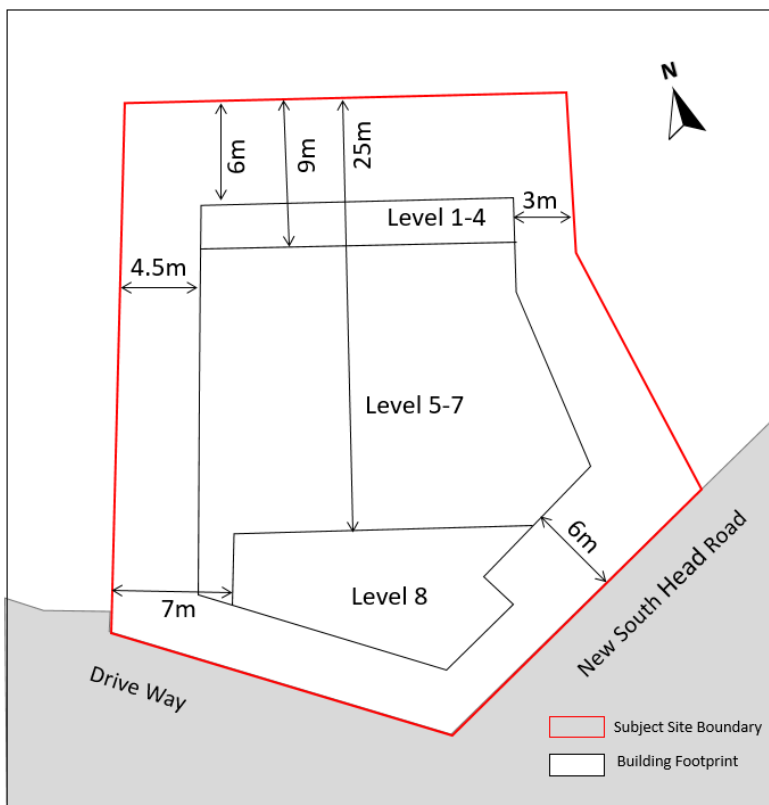 N
6m
9m
25m
3m
Level 1-4
4.5m
Level 5-7
6m
Level 8
7m
New South Head Road
Drive Way
Subject Site Boundary
Building Footprint